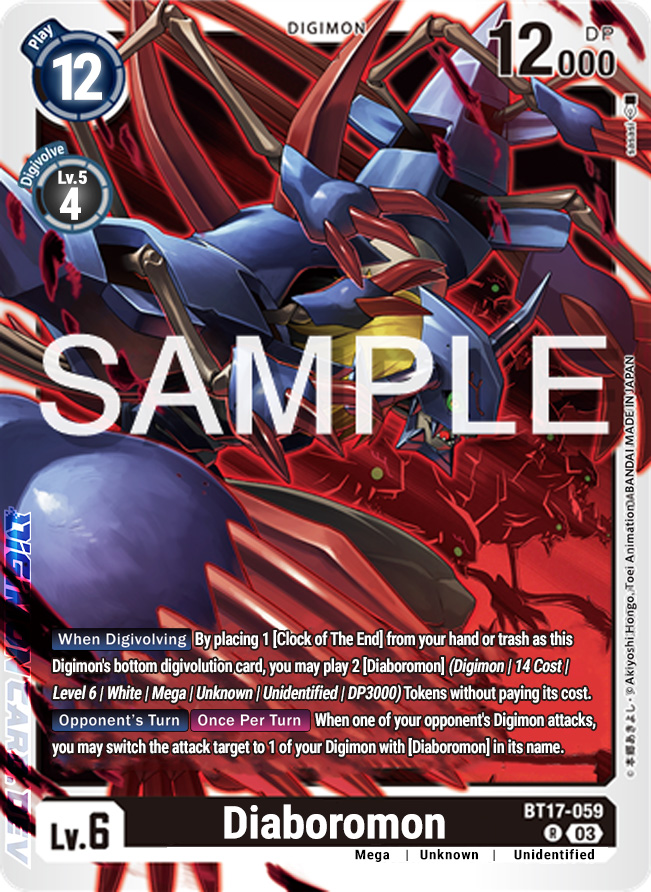 DIGIMON
Play
12
DP
12000
Digivolve
Lv.5
4
sasasi
SAMPLE
©本郷あきよし・©Akiyoshi Hongo, Toei Animation ©BANDAI MADE IN JAPAN
When Digivolving By placing 1 [Clock of The End] from your hand or trash as this
Digimon's bottom digivolution card, you may play 2 [Diaboromon] (Digimon | 14 Cost |
Level 6 | White | Mega | Unknown | Unidentified | DP3000) Tokens without paying its cost.
Opponent's Turn Once Per Turn When one of your opponent's Digimon attacks,
you may switch the attack target to 1 of your Digimon with [Diaboromon] in its name.
BT17-059
Lv.6
Diaboromon
R 03
Mega | Unknown | Unidentified